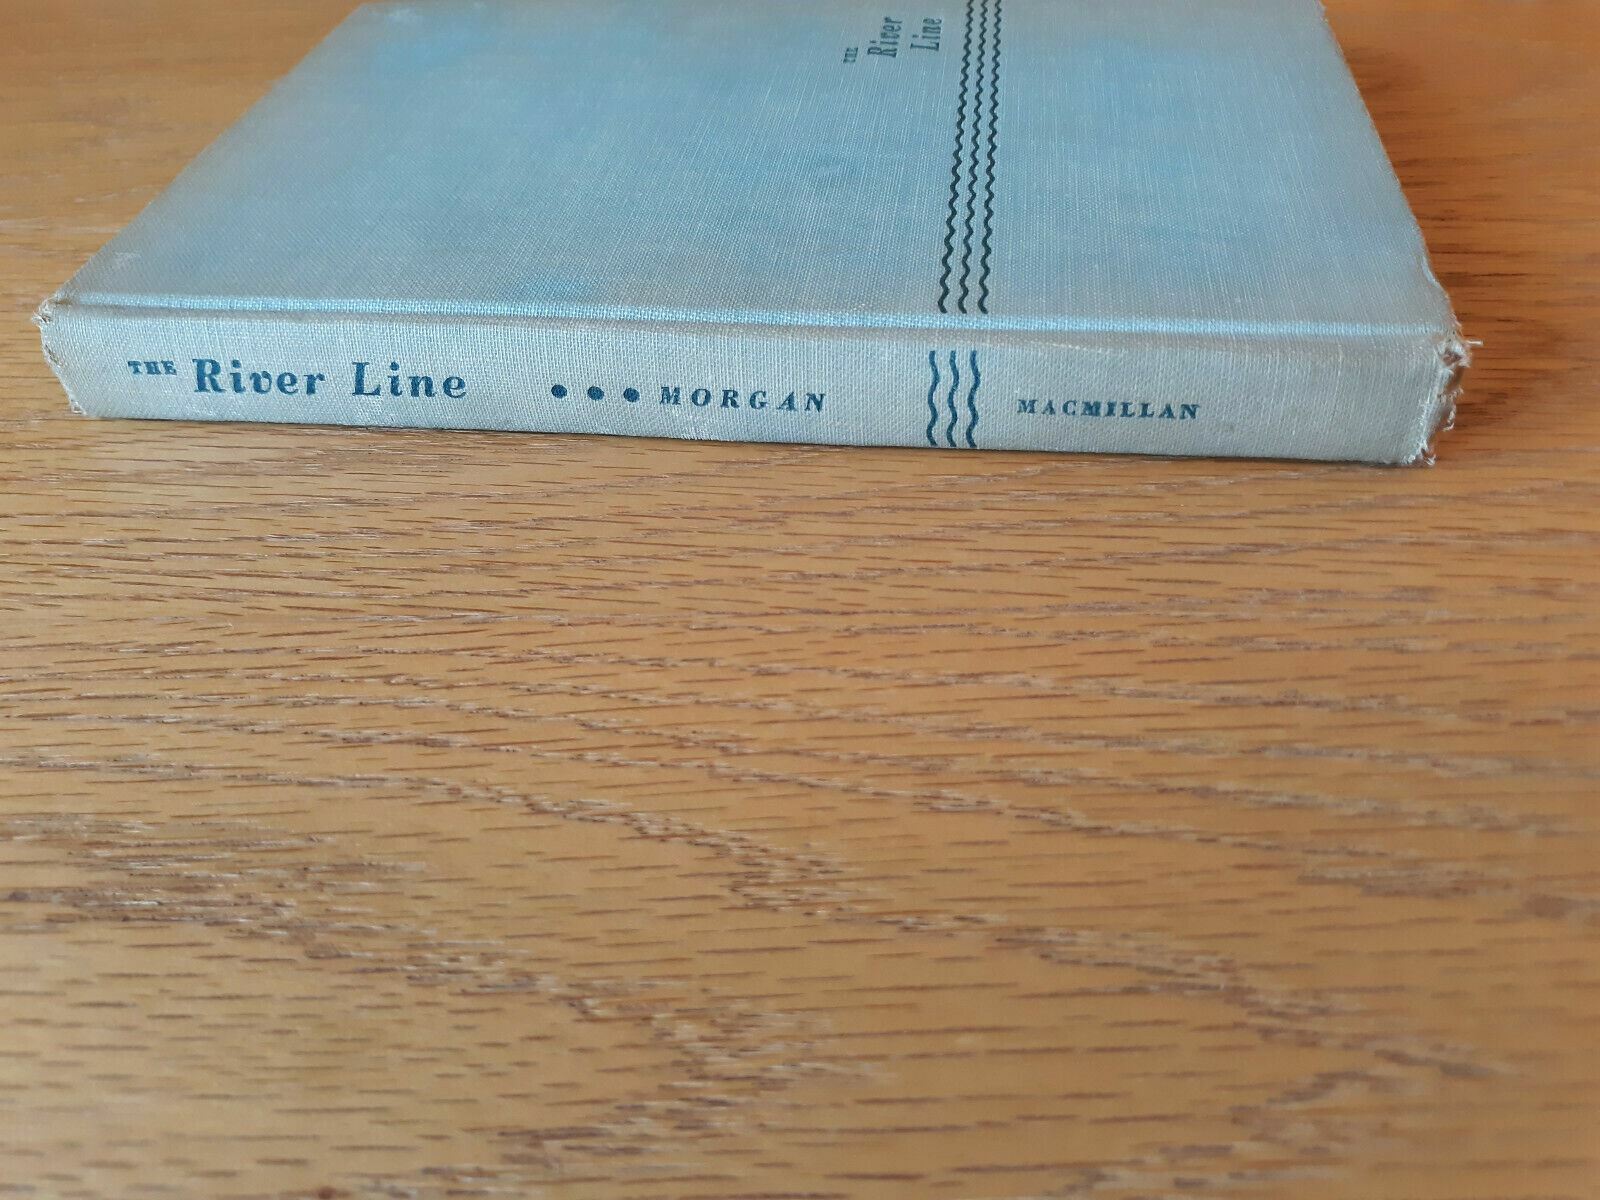 THE
River
Line
THE River Line ••• MORGAN MACMILLAN